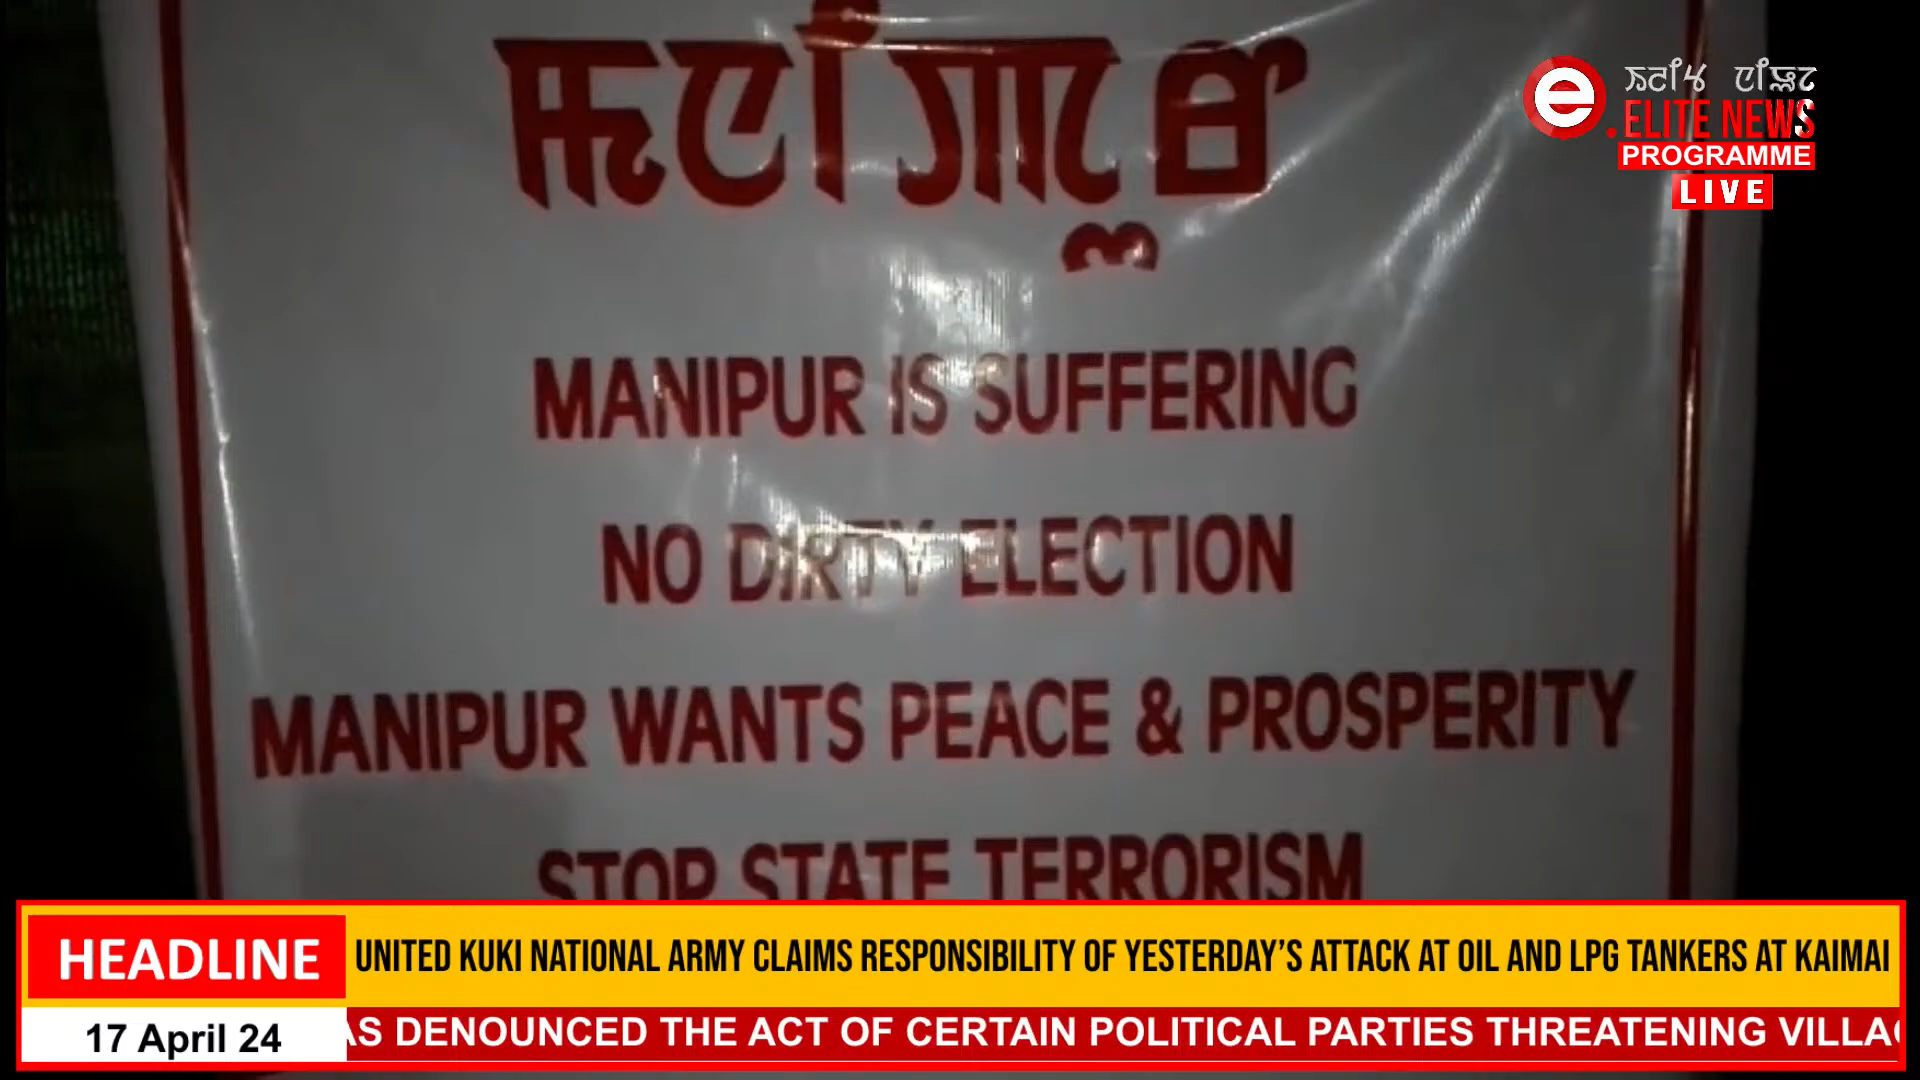 MANIPUR IS SUFFERING
NO DIRTY ELECTION
MANIPUR WANTS PEACE & PROSPERITY
STOP STATE TERRORISM
e.
ELITE NEWS
PROGRAMME
LIVE
HEADLINE
UNITED KUKI NATIONAL ARMY CLAIMS RESPONSIBILITY OF YESTERDAY'S ATTACK AT OIL AND LPG TANKERS AT KAIMAI
17 April 24
AS DENOUNCED THE ACT OF CERTAIN POLITICAL PARTIES THREATENING VILLAG